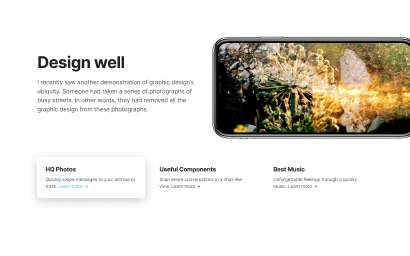 Design well
I recently saw another demonstration of graphic design's
ubiquity. Someone had taken a series of photographs of
busy streets. In other words, they had removed all the
graphic design from these photographs.
HQ Photos
Quickly swipe messages to your archive or
trash. Learn more →
Useful Components
Scan entire conversations in a chat-like
view. Learn more →
Best Music
Unforgettable feelings through a quality
music. Learn more →